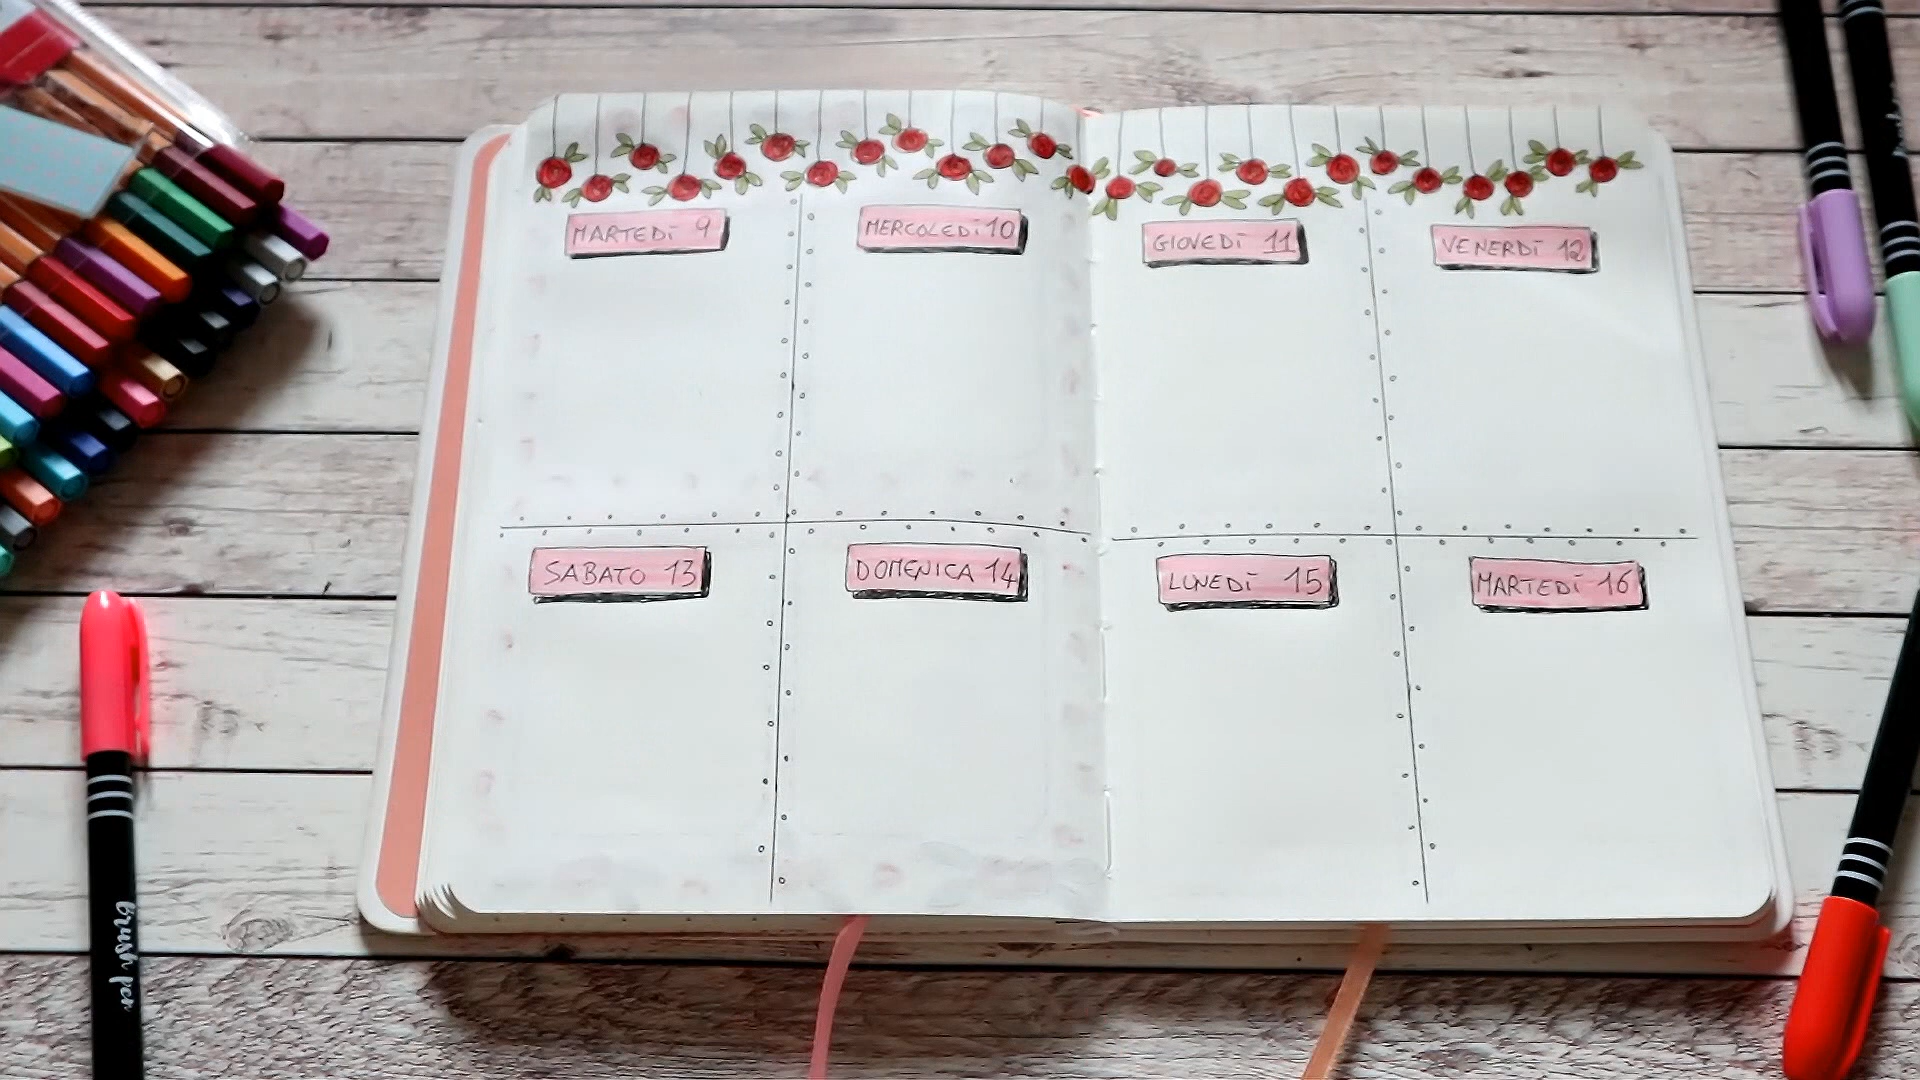 MARTEDÌ 9
MERCOLEDÌ 10
GIOVEDÌ 11
VENERDÌ 12
SABATO 13
DOMENICA 14
LUNEDÌ 15
MARTEDÌ 16
brush pen